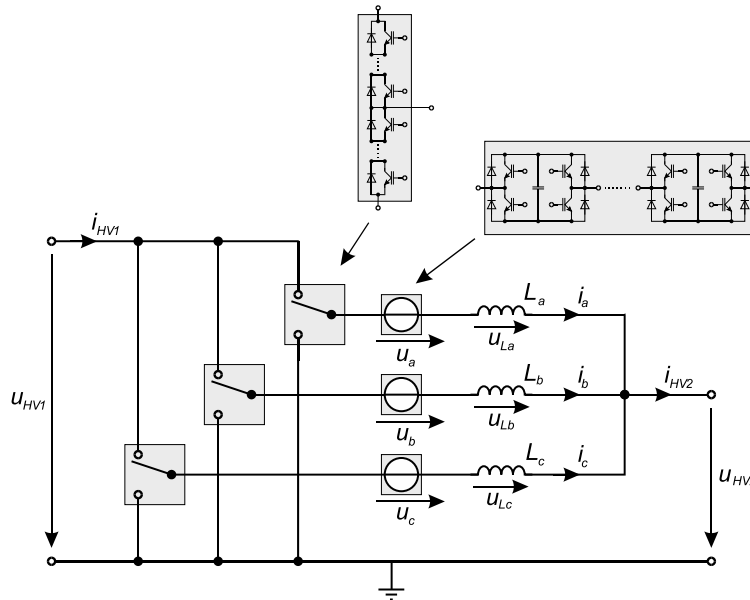 i_HV1
L_a
i_a
u_La
u_a
u_HV1
L_b
i_b
i_HV2
u_Lb
u_b
L_c
i_c
u_HV
u_Lc
u_c